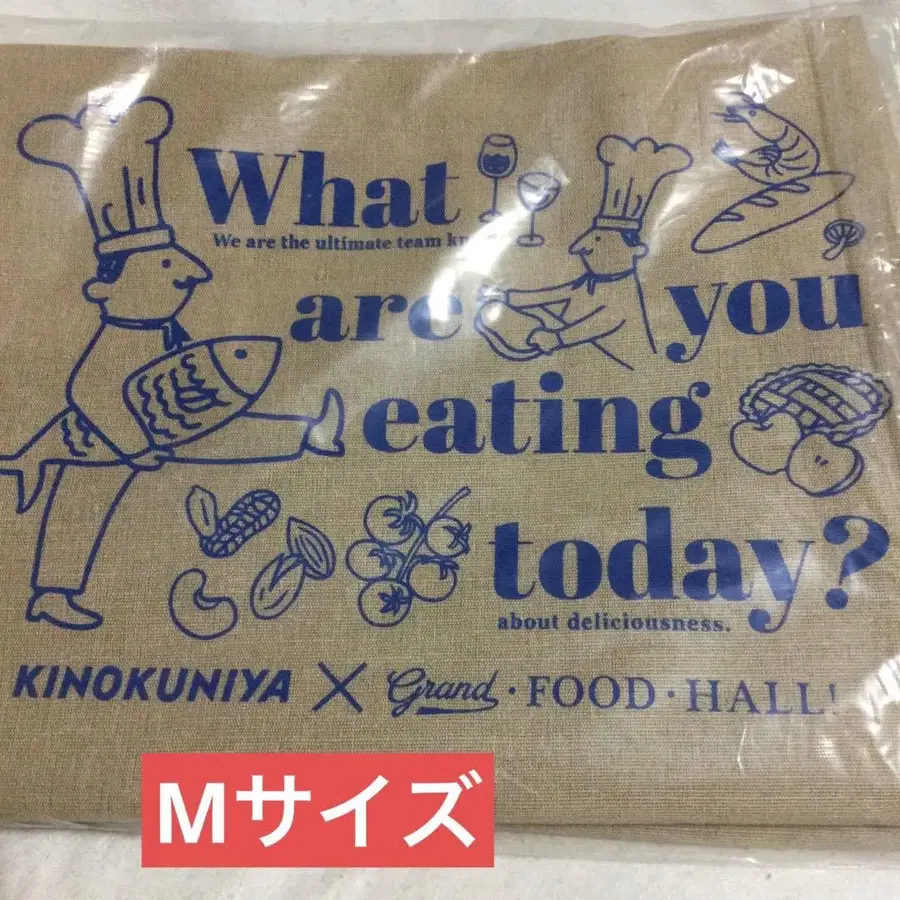 What
We are the ultimate team
are you
eating
today?
about deliciousness.
KINOKUNIYA X Grand・FOOD・HALL!
Mサイズ